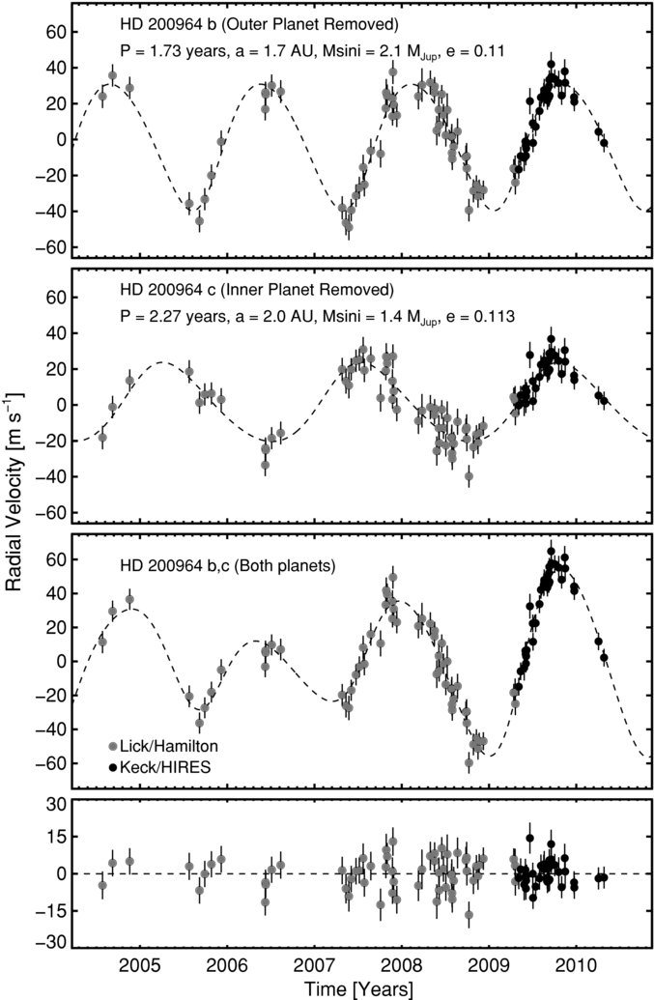 HD 200964 b (Outer Planet Removed)
P = 1.73 years, a = 1.7 AU, Msini = 2.1 MJup, e = 0.11
60
40
20
0
−20
−40
−60
HD 200964 c (Inner Planet Removed)
P = 2.27 years, a = 2.0 AU, Msini = 1.4 MJup, e = 0.113
60
40
20
0
−20
−40
−60
Radial Velocity [m s−1]
HD 200964 b,c (Both planets)
60
40
20
0
−20
−40
−60
Lick/Hamilton
Keck/HIRES
30
15
0
−15
−30
2005 2006 2007 2008 2009 2010
Time [Years]